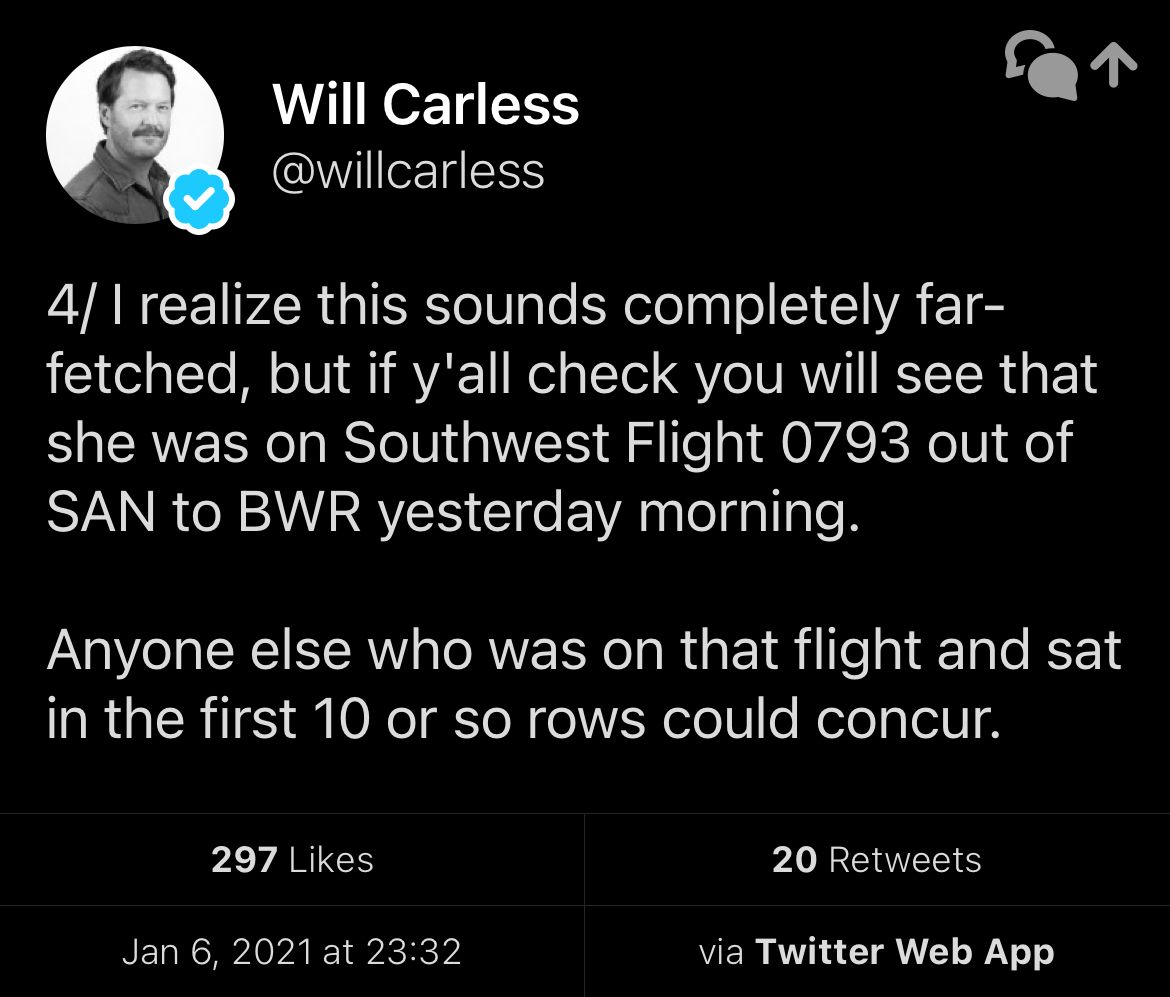 Will Carless
@willcarless
4/ I realize this sounds completely far-
fetched, but if y'all check you will see that
she was on Southwest Flight 0793 out of
SAN to BWR yesterday morning.
Anyone else who was on that flight and sat
in the first 10 or so rows could concur.
297 Likes
20 Retweets
Jan 6, 2021 at 23:32
via Twitter Web App